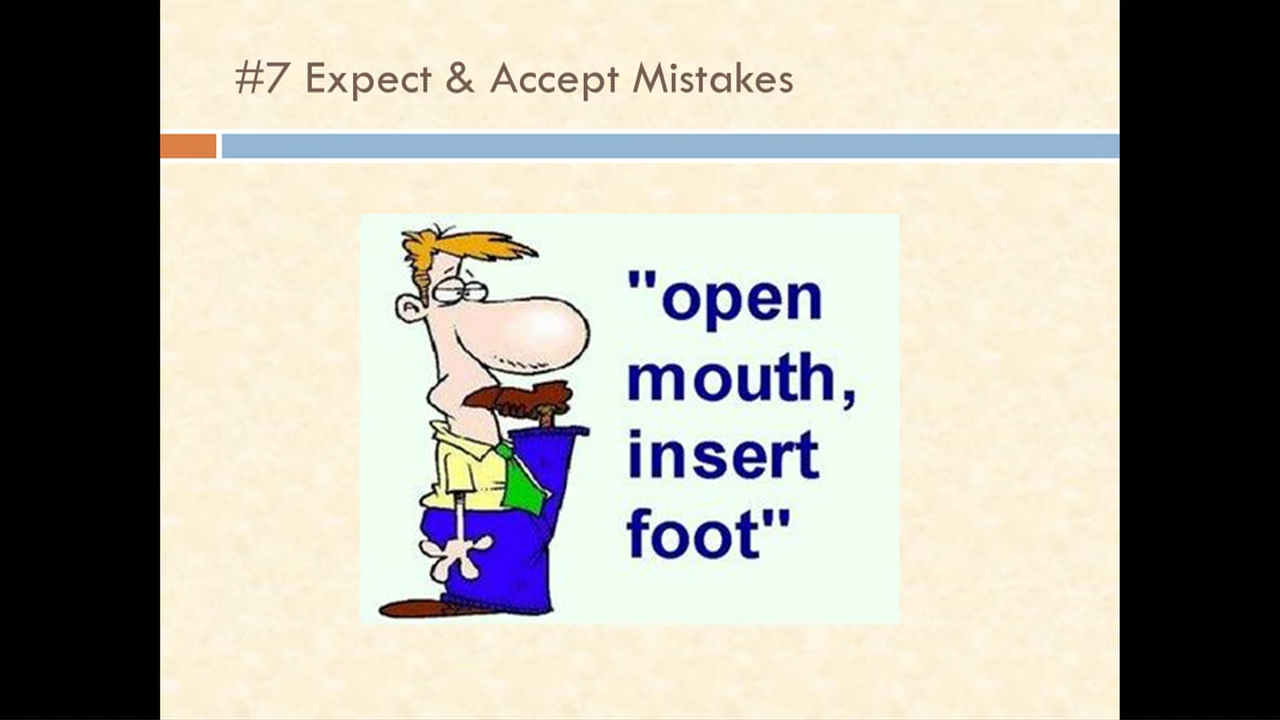 #7 Expect & Accept Mistakes
"open
mouth,
insert
foot"